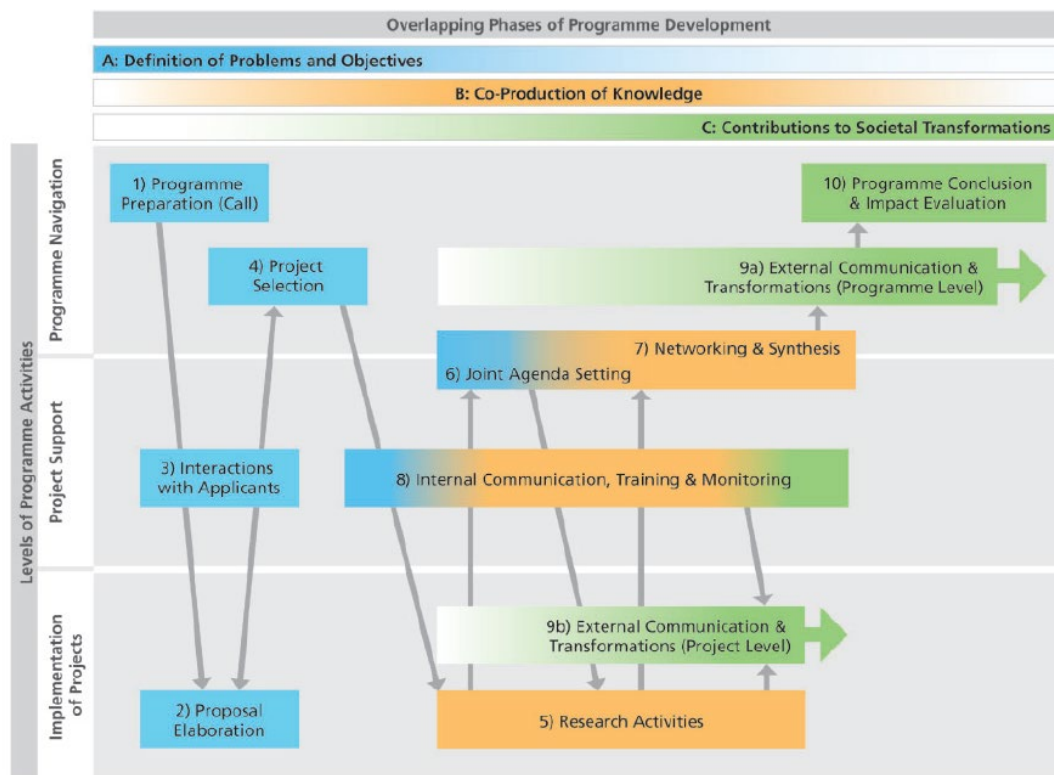 Overlapping Phases of Programme Development
A: Definition of Problems and Objectives
B: Co-Production of Knowledge
C: Contributions to Societal Transformations
Levels of Programme Activities
Programme Navigation
1) Programme
Preparation (Call)
10) Programme Conclusion
& Impact Evaluation
4) Project
Selection
9a) External Communication &
Transformations (Programme Level)
7) Networking & Synthesis
6) Joint Agenda Setting
Project Support
3) Interactions
with Applicants
8) Internal Communication, Training & Monitoring
Implementation
of Projects
9b) External Communication &
Transformations (Project Level)
2) Proposal
Elaboration
5) Research Activities